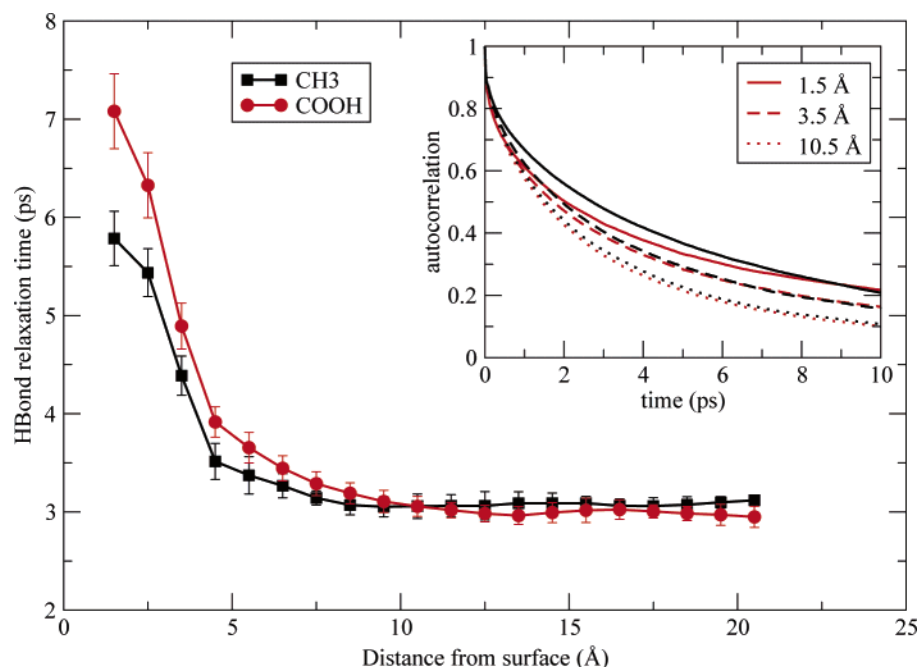 8
7
6
5
4
3
2
HBond relaxation time (ps)
0
5
10
15
20
25
Distance from surface (Å)
CH3
COOH
1
0.8
0.6
0.4
0.2
0
autocorrelation
0
2
4
6
8
10
time (ps)
1.5 Å
3.5 Å
10.5 Å